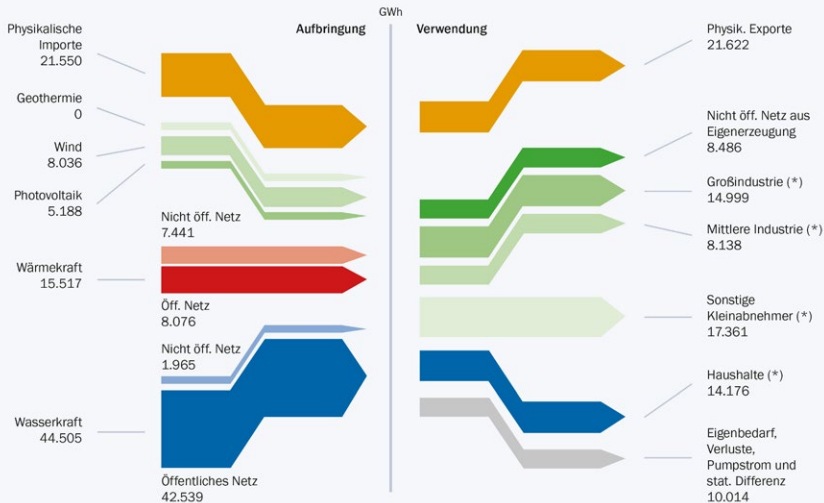 GWh
Aufbringung
Verwendung
Physikalische
Importe
21.550
Geothermie
0
Wind
8.036
Photovoltaik
5.188
Nicht öff. Netz
7.441
Wärmekraft
15.517
Öff. Netz
8.076
Nicht öff. Netz
1.965
Wasserkraft
44.505
Öffentliches Netz
42.539
Physik. Exporte
21.622
Nicht öff. Netz aus
Eigenerzeugung
8.486
Großindustrie (*)
14.999
Mittlere Industrie (*)
8.138
Sonstige
Kleinabnehmer (*)
17.361
Haushalte (*)
14.176
Eigenbedarf,
Verluste,
Pumpstrom und
stat. Differenz
10.014